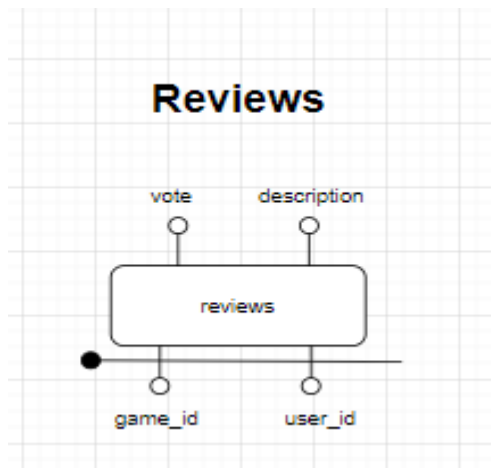 Reviews
vote description
reviews
game_id user_id